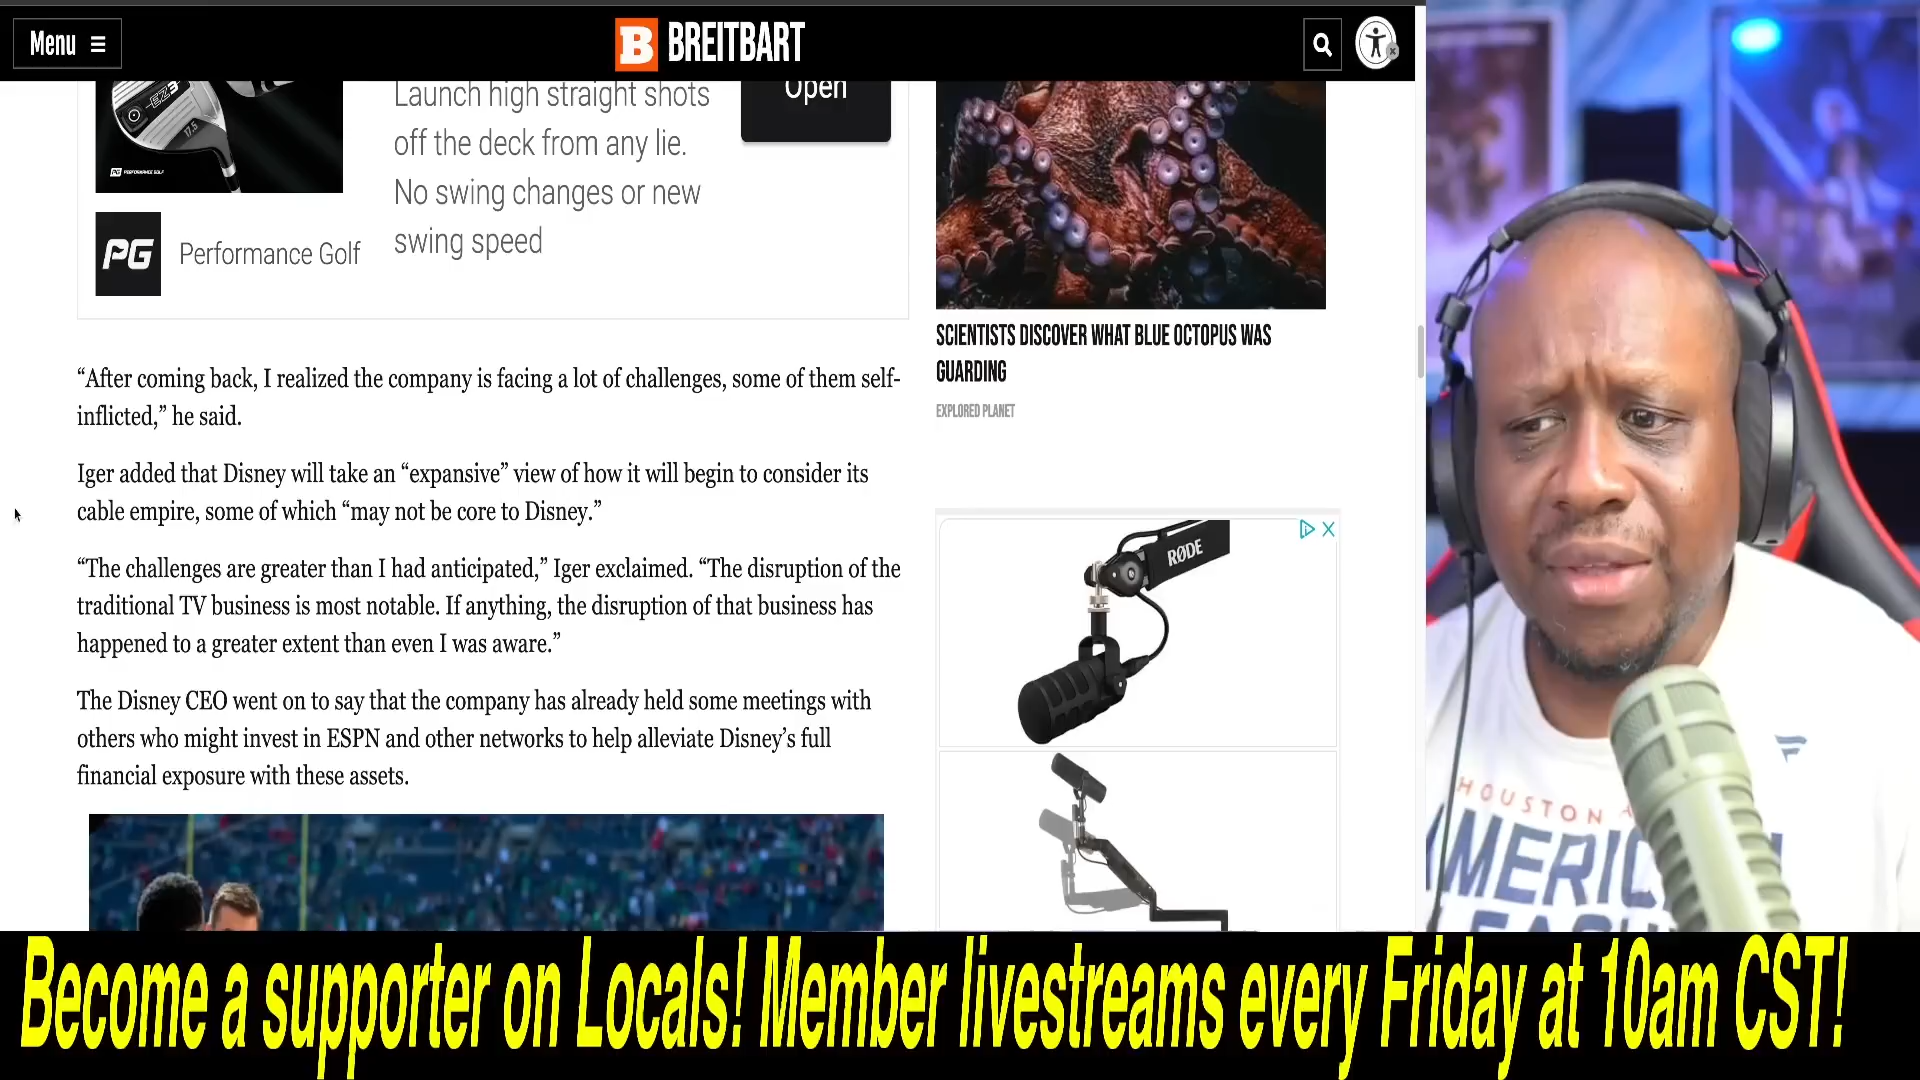 Menu
BREITBART
EZ3
17.5
PG PERFORMANCE GOLF
Launch high straight shots
off the deck from any lie.
No swing changes or new
swing speed
Open
PG
Performance Golf
SCIENTISTS DISCOVER WHAT BLUE OCTOPUS WAS
GUARDING
EXPLORED PLANET
“After coming back, I realized the company is facing a lot of challenges, some of them self-
inflicted,” he said.
Iger added that Disney will take an “expansive” view of how it will begin to consider its
cable empire, some of which “may not be core to Disney.”
“The challenges are greater than I had anticipated,” Iger exclaimed. “The disruption of the
traditional TV business is most notable. If anything, the disruption of that business has
happened to a greater extent than even I was aware.”
The Disney CEO went on to say that the company has already held some meetings with
others who might invest in ESPN and other networks to help alleviate Disney’s full
financial exposure with these assets.
RØDE
HOUSTON A
AMERIC
Become a supporter on Locals! Member livestreams every Friday at 10am CST!